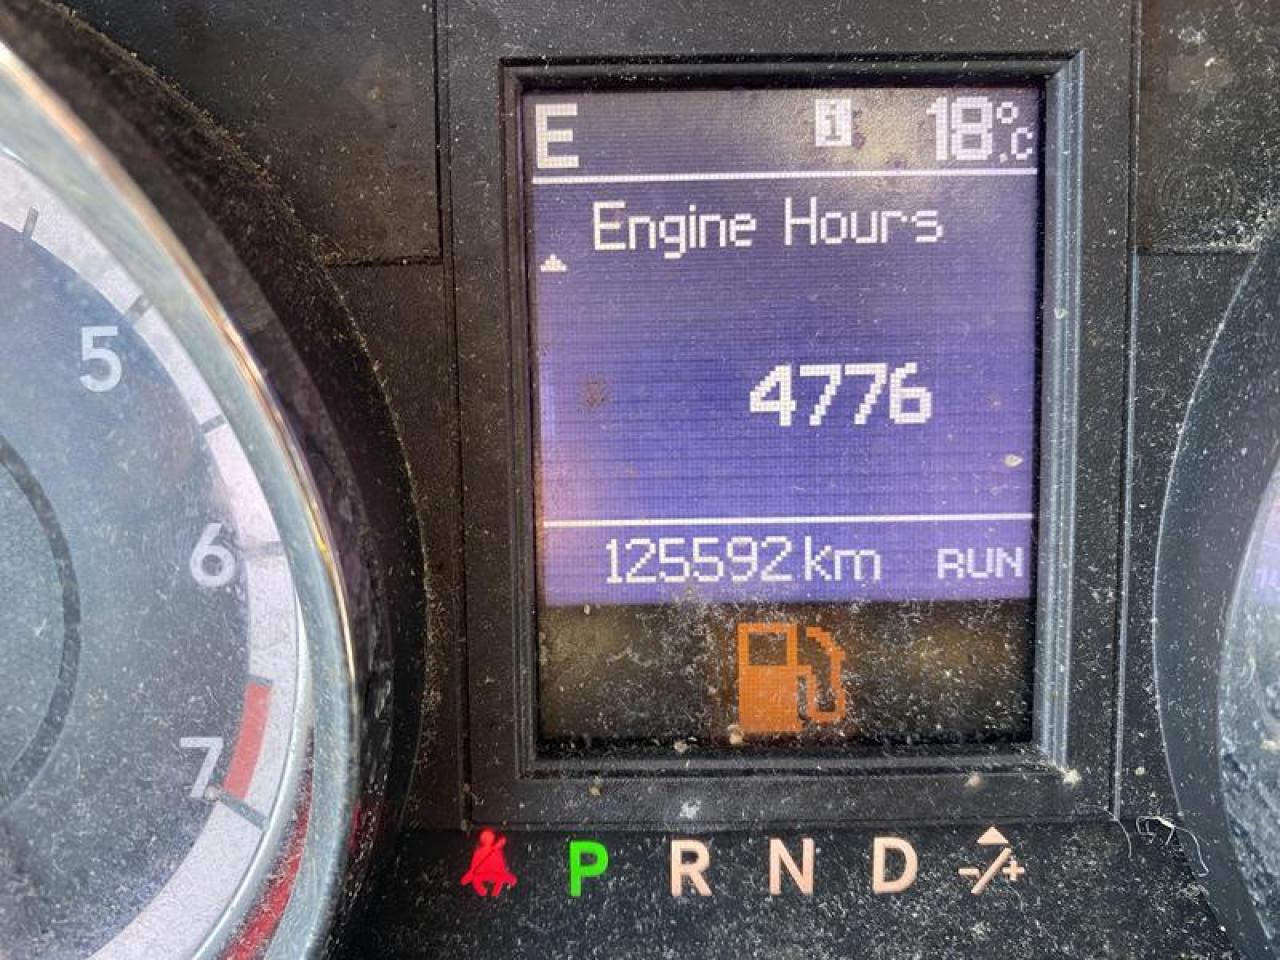 E i 18°C
Engine Hours
4776
125592 km RUN
5
6
7
P R N D -/+